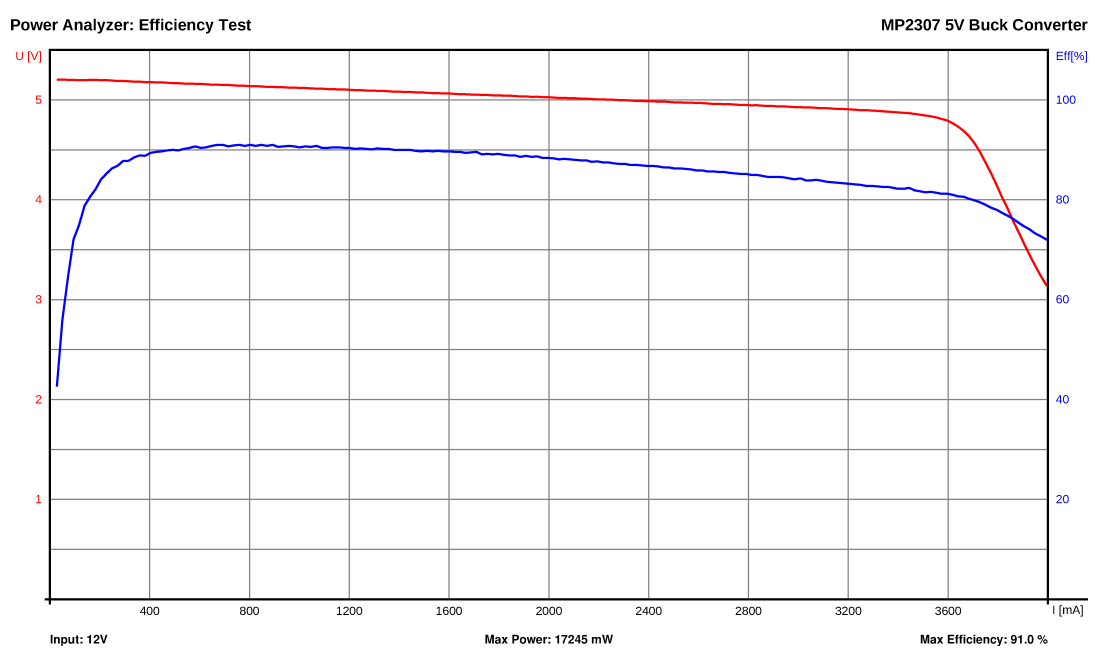 Power Analyzer: Efficiency Test
MP2307 5V Buck Converter
U [V]
Eff[%]
5
100
4
80
3
60
2
40
1
20
400
800
1200
1600
2000
2400
2800
3200
3600
I [mA]
Input: 12V
Max Power: 17245 mW
Max Efficiency: 91.0 %